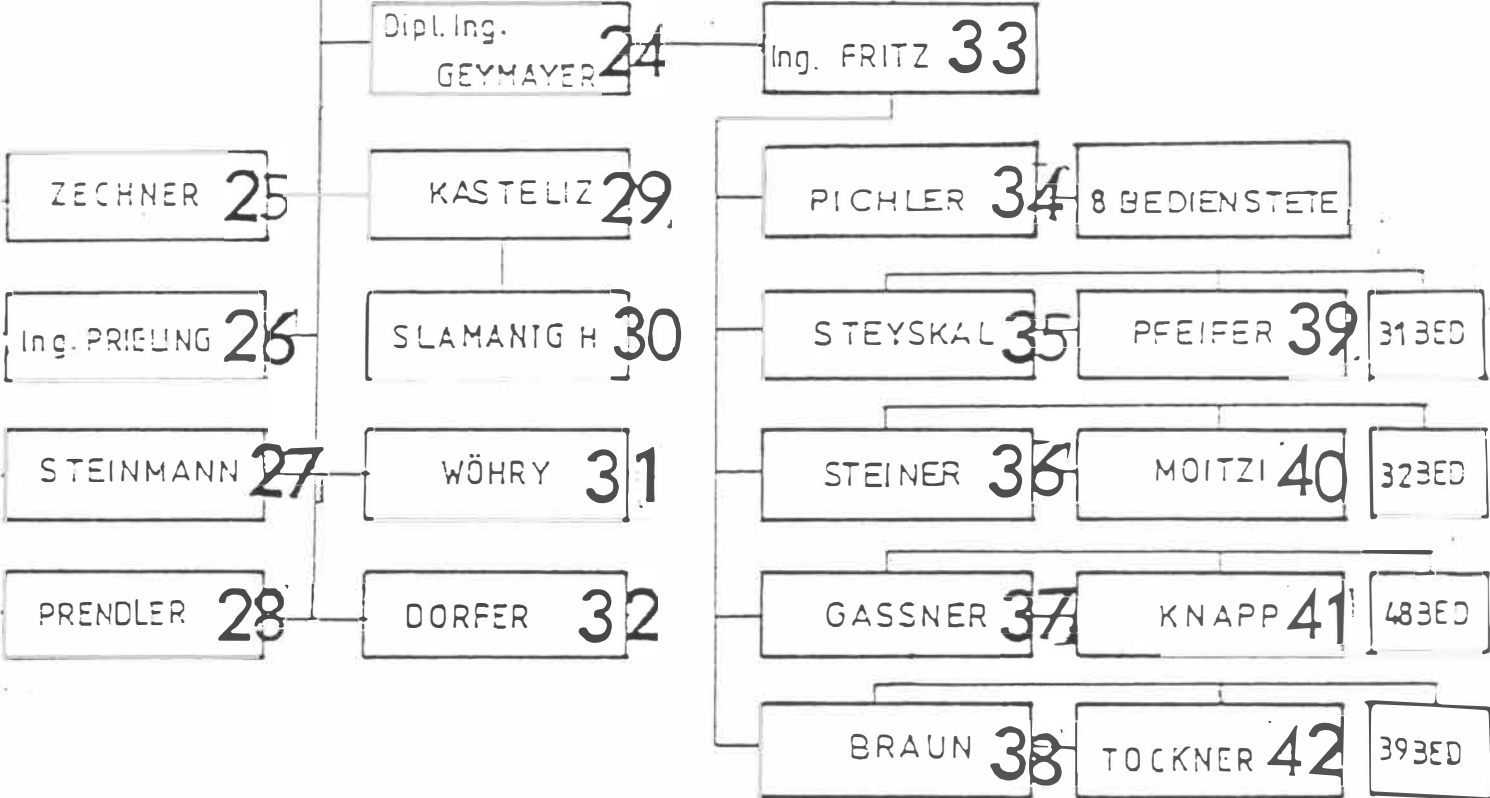 Dipl. Ing.
GEYMAYER 24
Ing. FRITZ 33
ZECHNER 25
KASTELIZ 29
PICHLER 34
8 BEDIENSTETE
Ing. PRIBLING 26
SLAMANIG H 30
STEYSKAL 35
PFEIFER 39
31 BED
STEINMANN 27
WÖHRY 31
STEINER 36
MOITZI 40
32 BED
PRENDLER 28
DORFER 32
GASSNER 37
KNAPP 41
48 BED
BRAUN 38
TOCKNER 42
39 BED